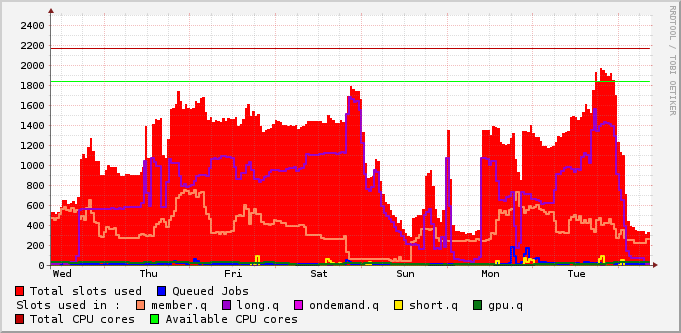 RRDTOOL / TOBI OETIKER
2400
2200
2000
1800
1600
1400
1200
1000
800
600
400
200
0
Wed Thu Fri Sat Sun Mon Tue
Total slots used Queued Jobs
Slots used in : member.q long.q ondemand.q short.q gpu.q
Total CPU cores Available CPU cores